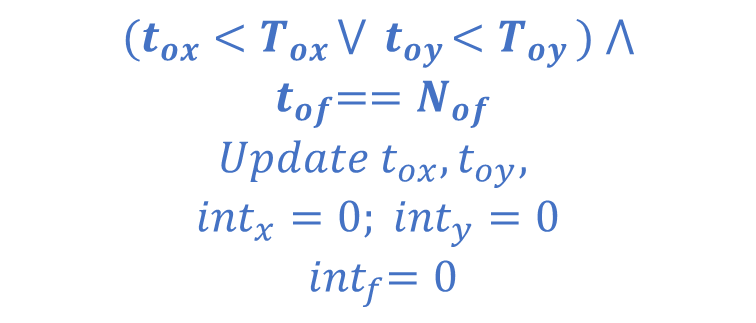 (t_ox < T_ox ⋁ t_oy < T_oy) ⋀
t_of == N_of
Update t_ox, t_oy,
int_x = 0; int_y = 0
int_f = 0